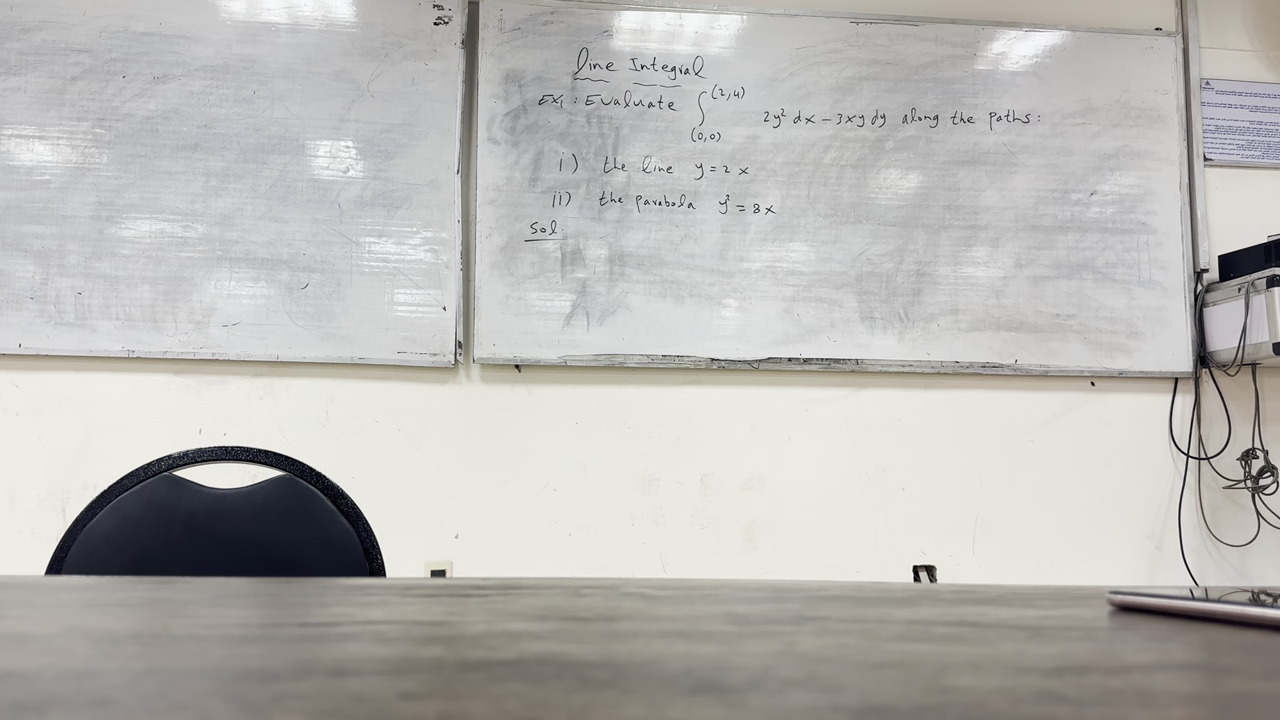 Line Integral
EX1: Evaluate ∫_(0,0)^(2,4) 2y² dx - 3xy dy along the paths:
i) the line y = 2x
ii) the parabola y² = 8x
Sol.